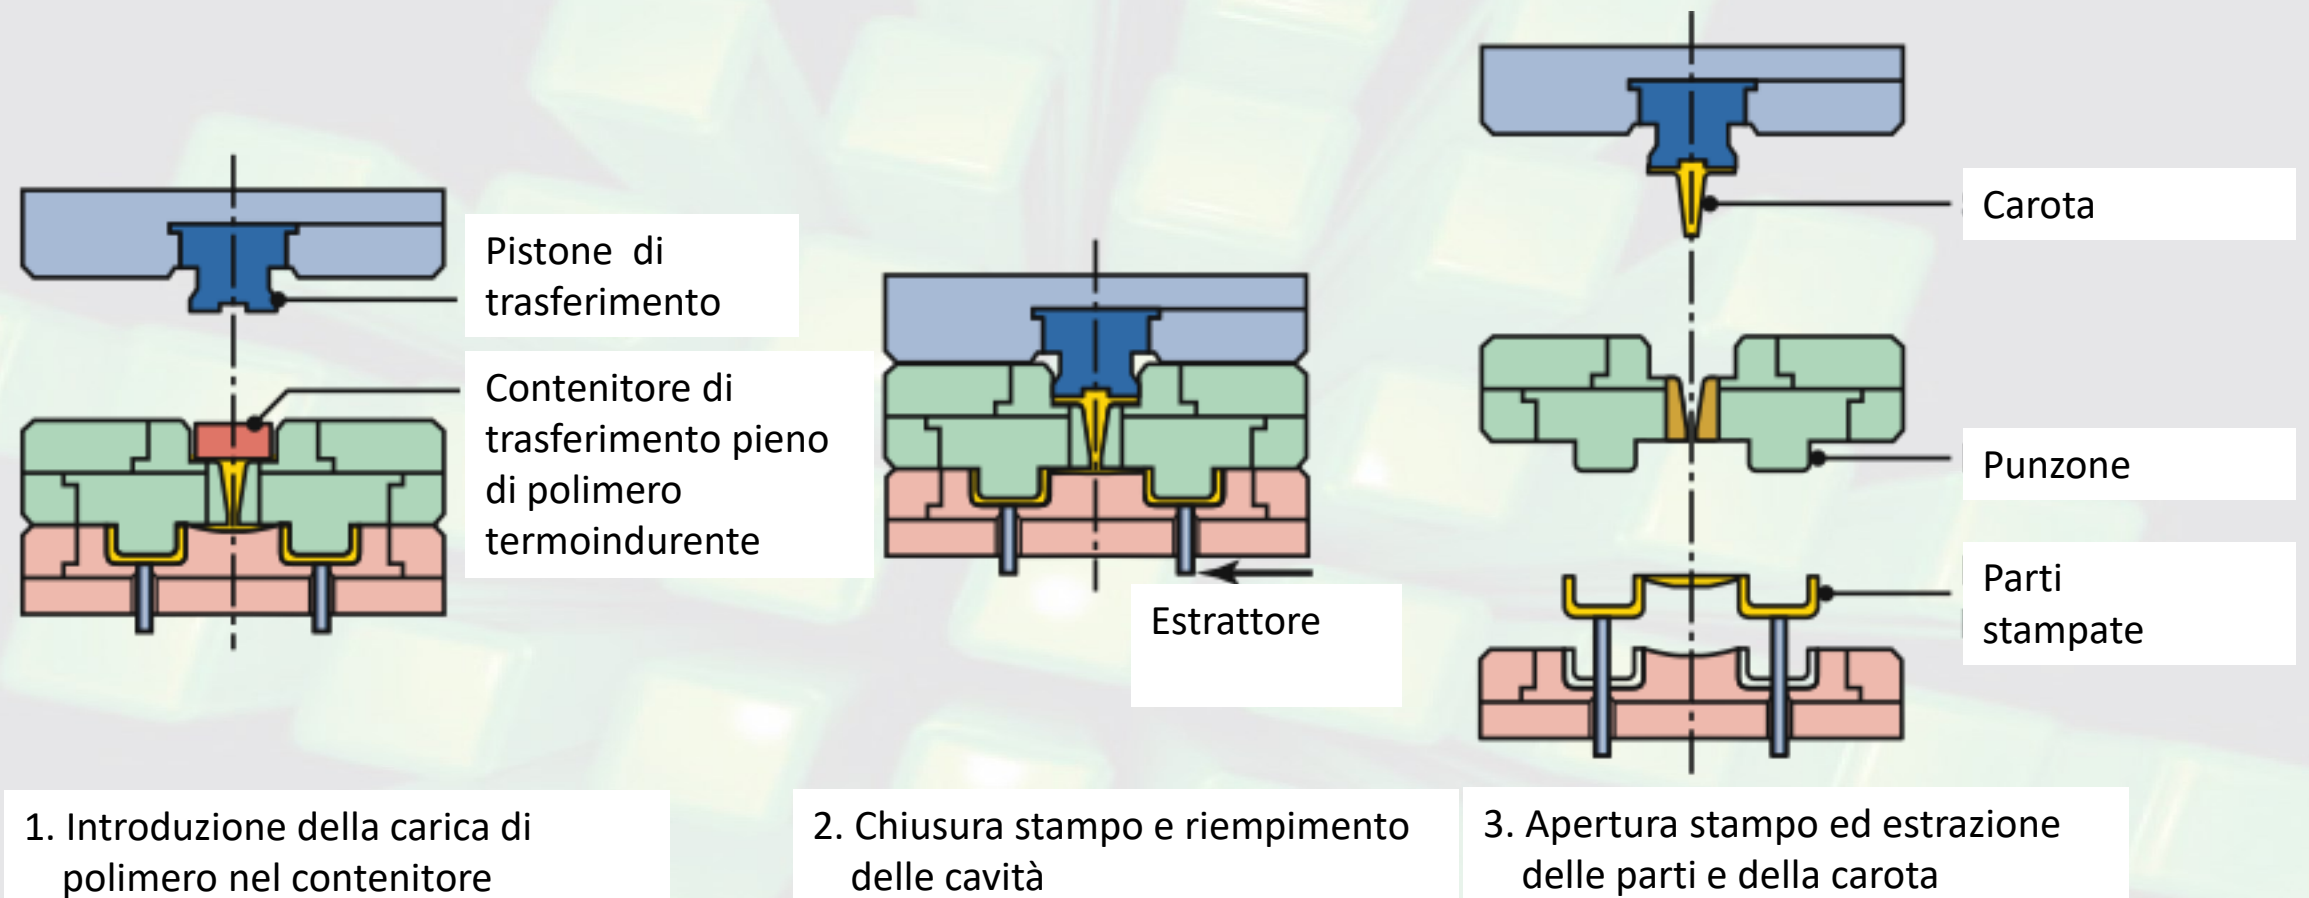 Pistone di
trasferimento
Contenitore di
trasferimento pieno
di polimero
termoindurente
1. Introduzione della carica di
polimero nel contenitore
Estrattore
2. Chiusura stampo e riempimento
delle cavità
Carota
Punzone
Parti
stampate
3. Apertura stampo ed estrazione
delle parti e della carota